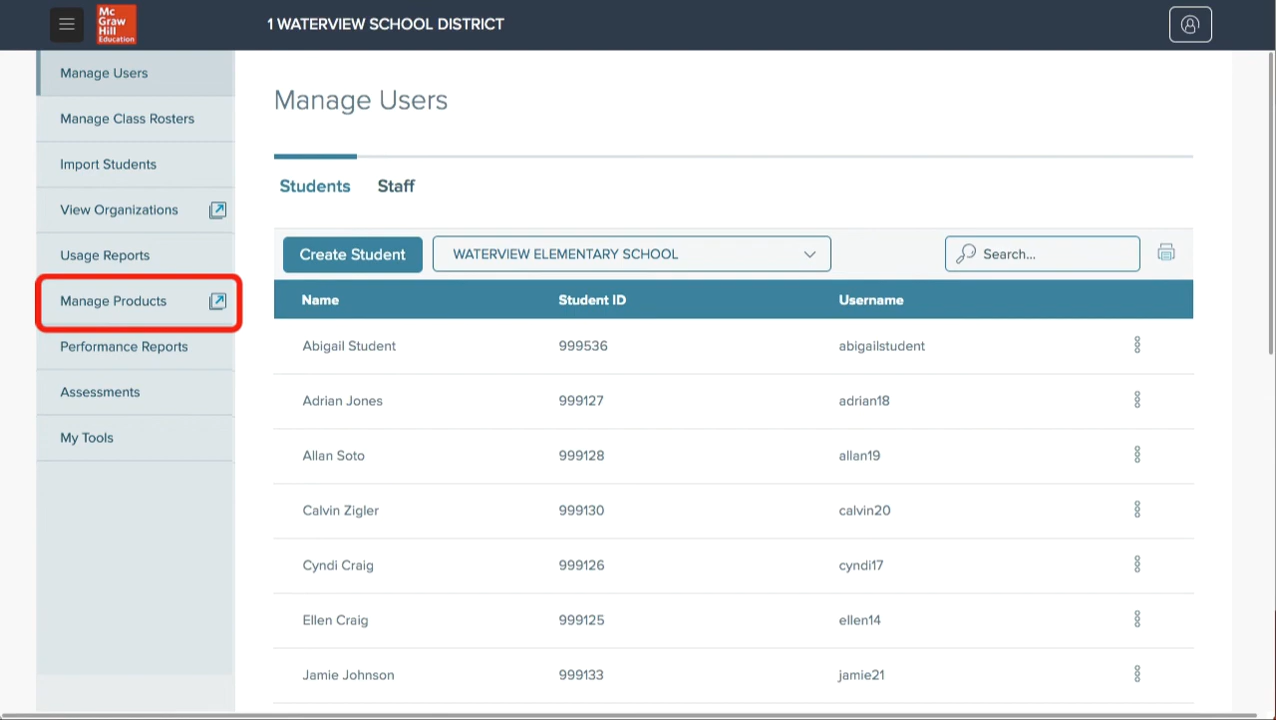 Mc
Graw
Hill
Education
1 WATERVIEW SCHOOL DISTRICT
Manage Users
Manage Class Rosters
Import Students
View Organizations
Usage Reports
Manage Products
Performance Reports
Assessments
My Tools
Manage Users
Students Staff
Create Student WATERVIEW ELEMENTARY SCHOOL Search...
Name Student ID Username
Abigail Student 999536 abigailstudent
Adrian Jones 999127 adrian18
Allan Soto 999128 allan19
Calvin Zigler 999130 calvin20
Cyndi Craig 999126 cyndi17
Ellen Craig 999125 ellen14
Jamie Johnson 999133 jamie21